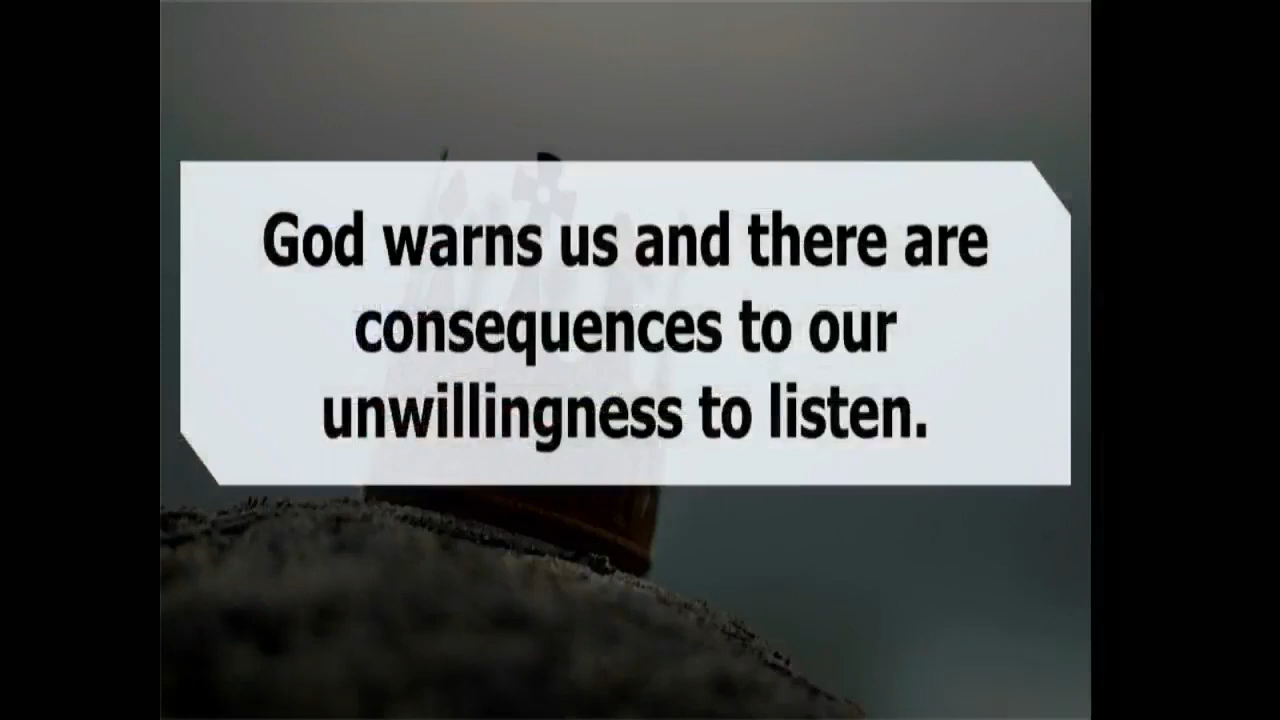 God warns us and there are
consequences to our
unwillingness to listen.